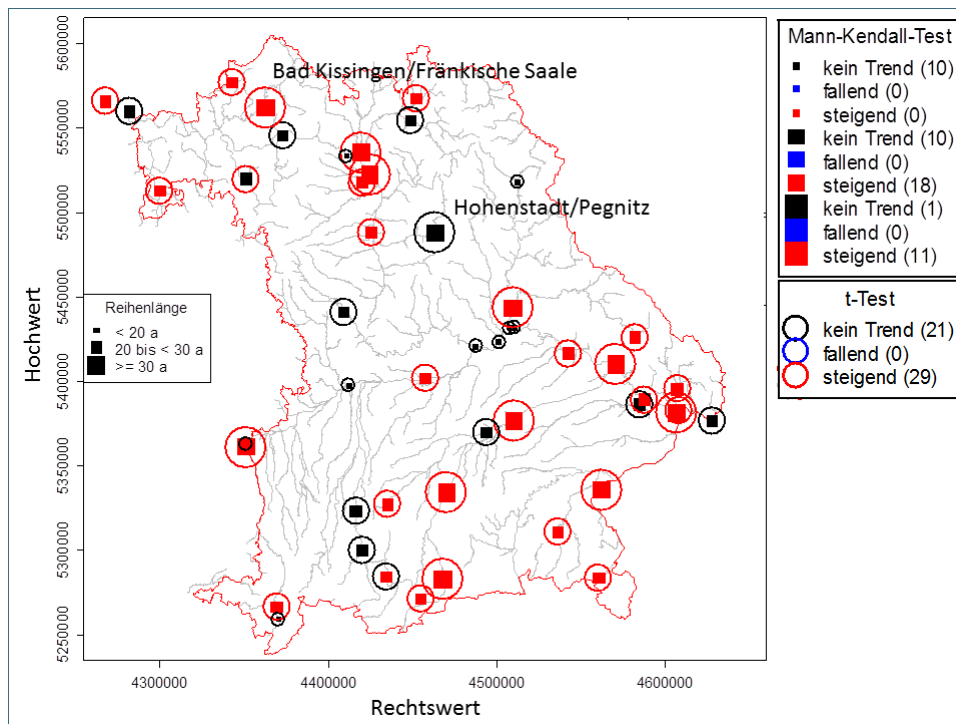 Bad Kissingen/Fränkische Saale
Hohenstadt/Pegnitz
Hochwert
5600000
5550000
5500000
5450000
5400000
5350000
5300000
5250000
Reihenlänge
< 20 a
20 bis < 30 a
>= 30 a
4300000
4400000
4500000
4600000
Rechtswert
Mann-Kendall-Test
kein Trend (10)
fallend (0)
steigend (0)
kein Trend (10)
fallend (0)
steigend (18)
kein Trend (1)
fallend (0)
steigend (11)
t-Test
kein Trend (21)
fallend (0)
steigend (29)